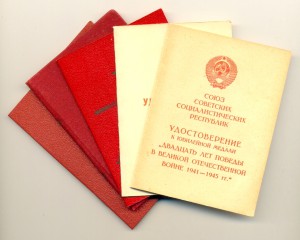 СОЮЗ
СОВЕТСКИХ
СОЦИАЛИСТИЧЕСКИХ
РЕСПУБЛИК
УДОСТОВЕРЕНИЕ
К ЮБИЛЕЙНОЙ МЕДАЛИ
„ДВАДЦАТЬ ЛЕТ ПОБЕДЫ
В ВЕЛИКОЙ ОТЕЧЕСТВЕННОЙ
ВОЙНЕ 1941—1945 гг."